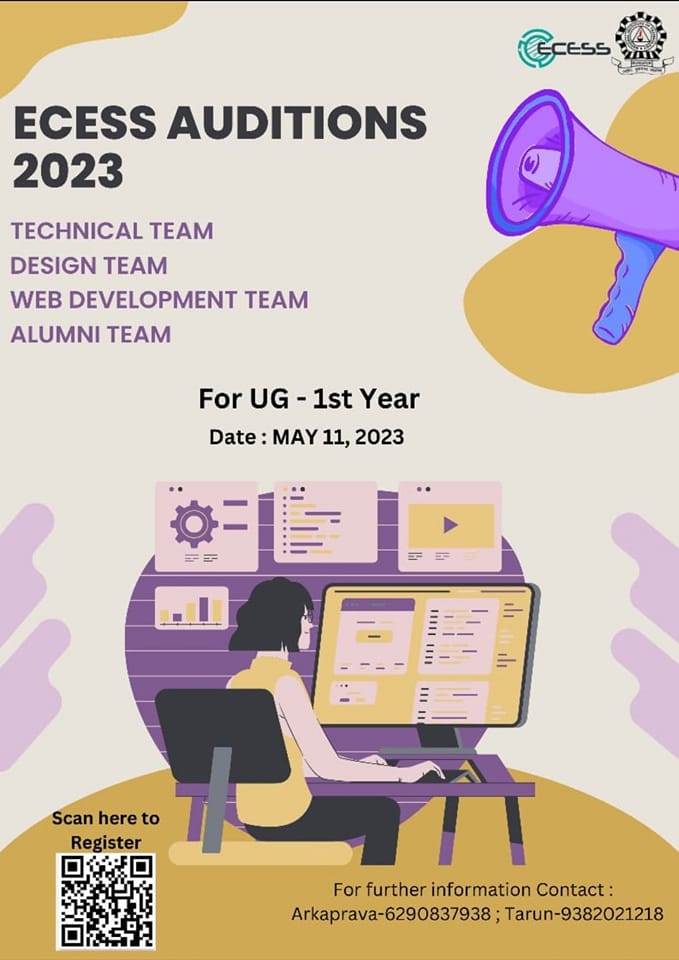 ECESS
ECESS AUDITIONS
2023
TECHNICAL TEAM
DESIGN TEAM
WEB DEVELOPMENT TEAM
ALUMNI TEAM
For UG - 1st Year
Date : MAY 11, 2023
Scan here to
Register
For further information Contact :
Arkaprava-6290837938 ; Tarun-9382021218